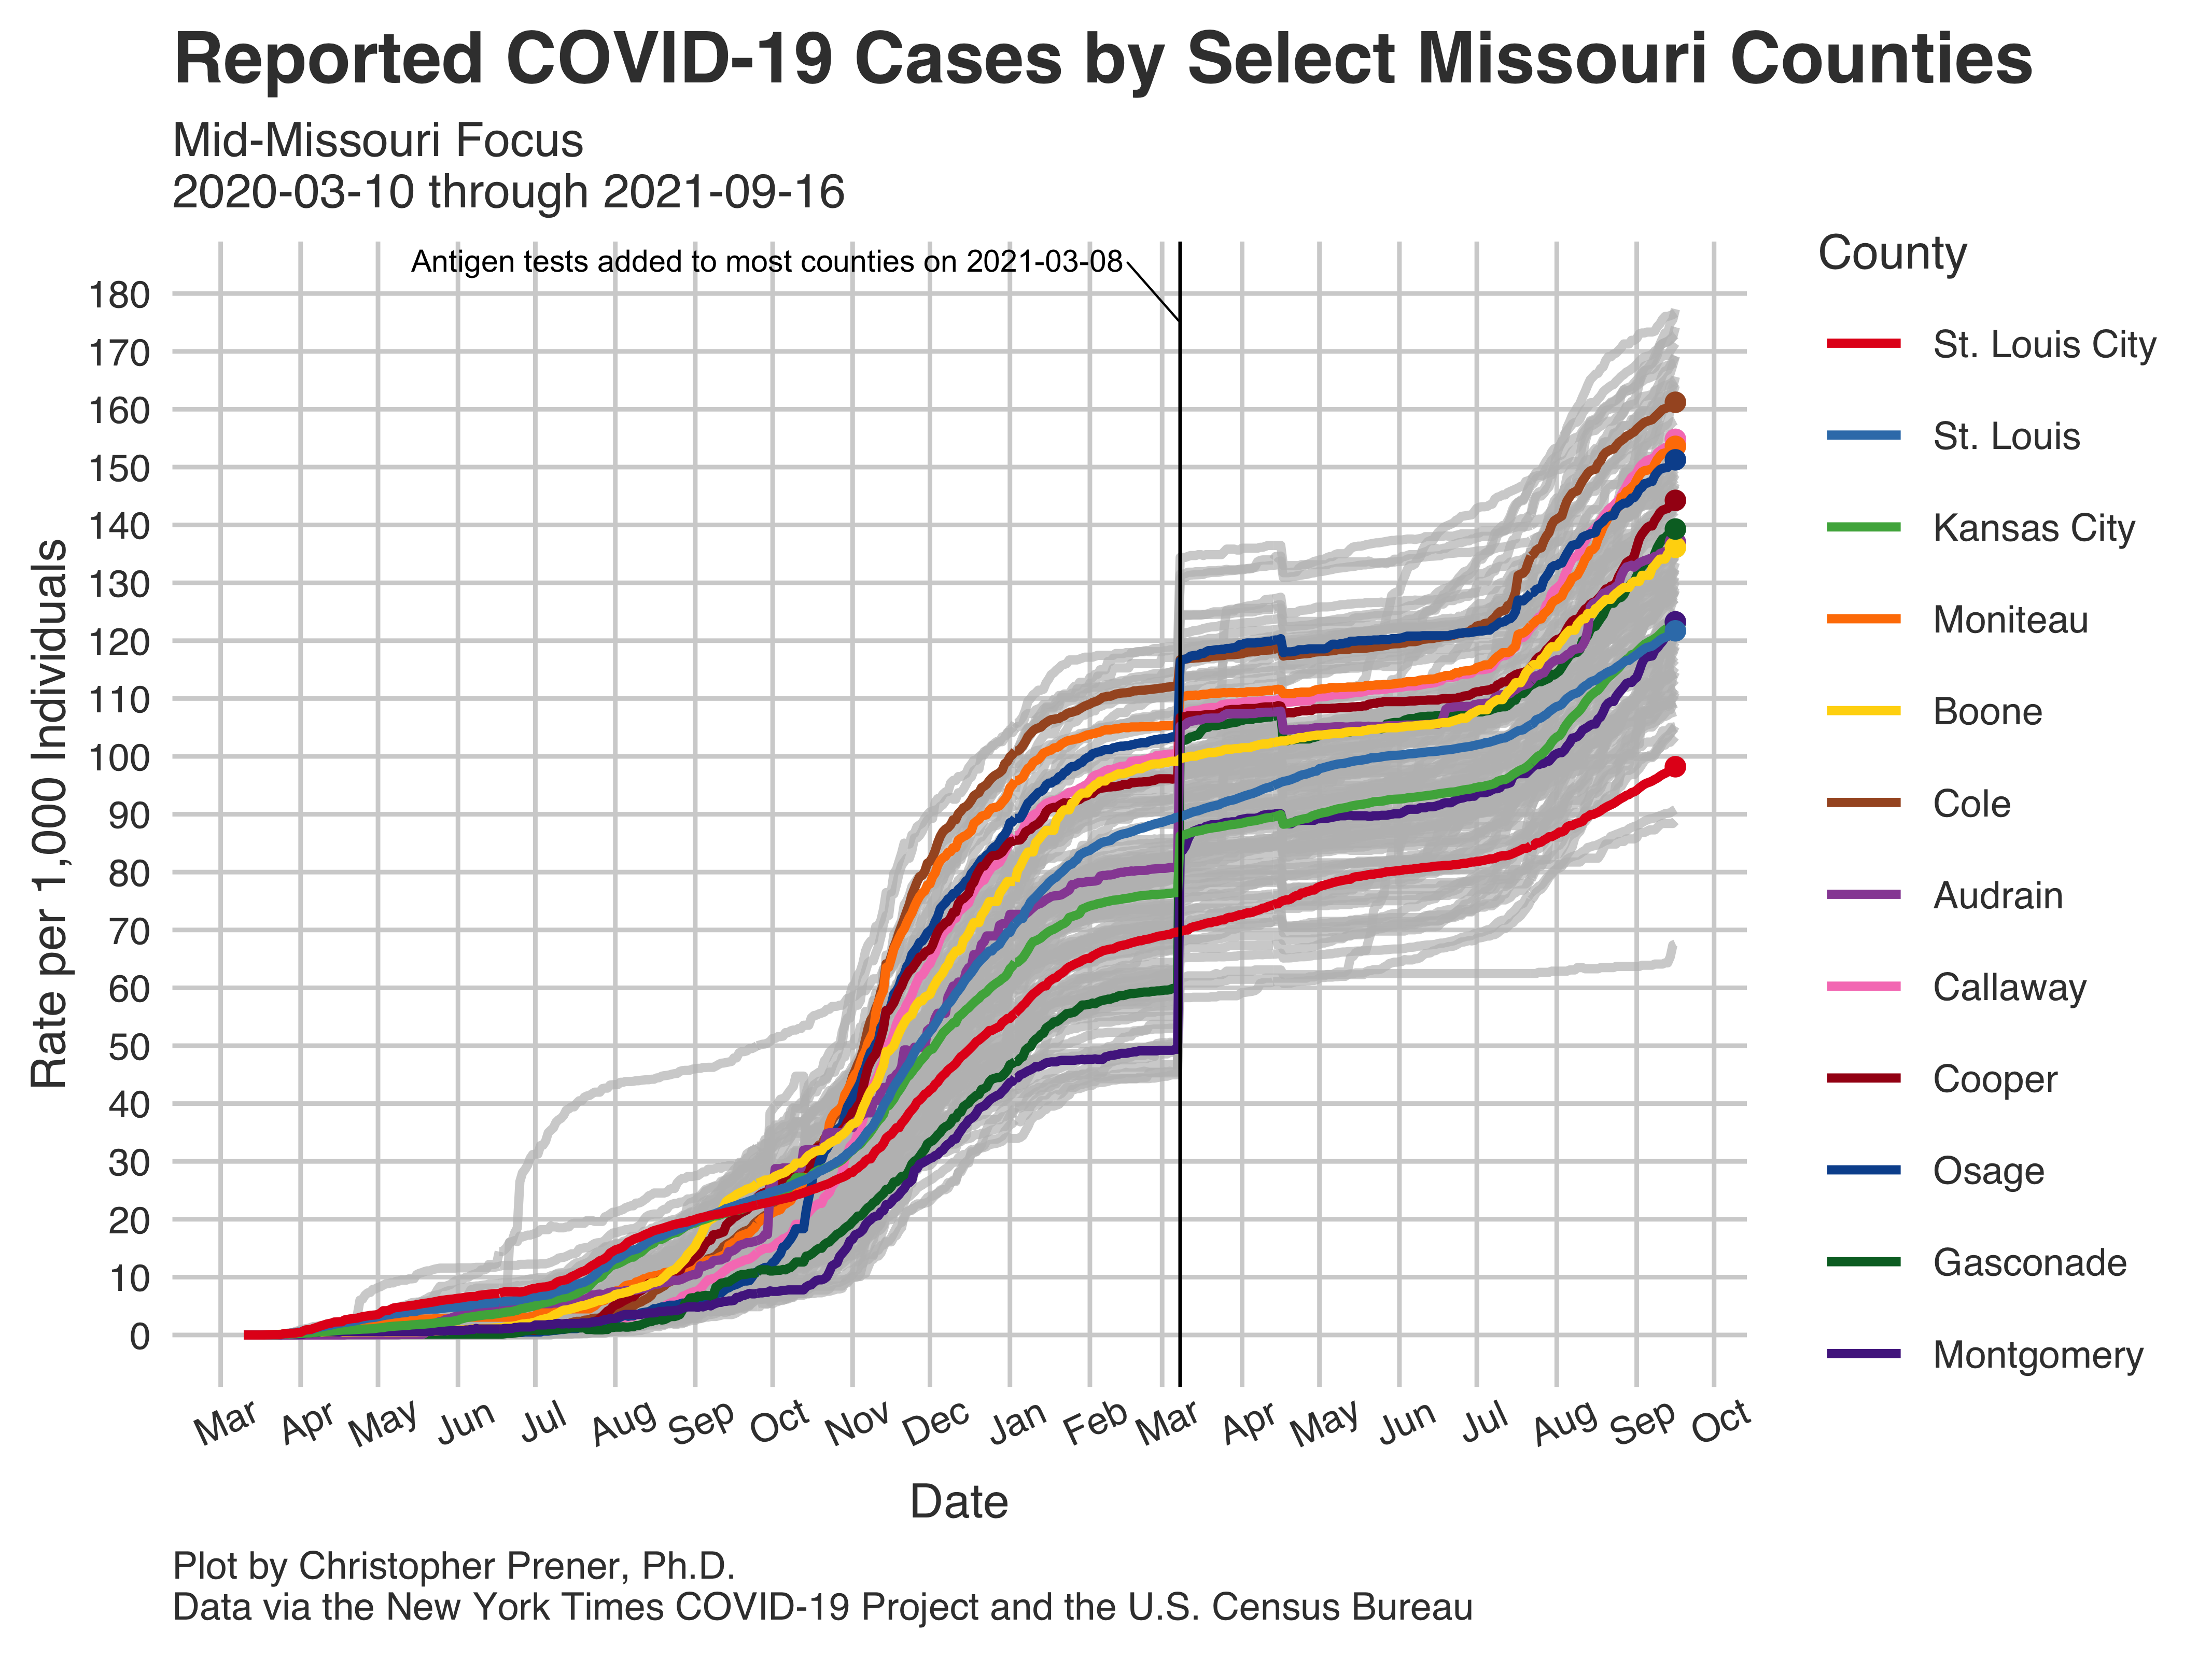 Reported COVID-19 Cases by Select Missouri Counties
Mid-Missouri Focus
2020-03-10 through 2021-09-16
Antigen tests added to most counties on 2021-03-08
Rate per 1,000 Individuals
180
170
160
150
140
130
120
110
100
90
80
70
60
50
40
30
20
10
0
Mar Apr May Jun Jul Aug Sep Oct Nov Dec Jan Feb Mar Apr May Jun Jul Aug Sep Oct
Date
County
St. Louis City
St. Louis
Kansas City
Moniteau
Boone
Cole
Audrain
Callaway
Cooper
Osage
Gasconade
Montgomery
Plot by Christopher Prener, Ph.D.
Data via the New York Times COVID-19 Project and the U.S. Census Bureau